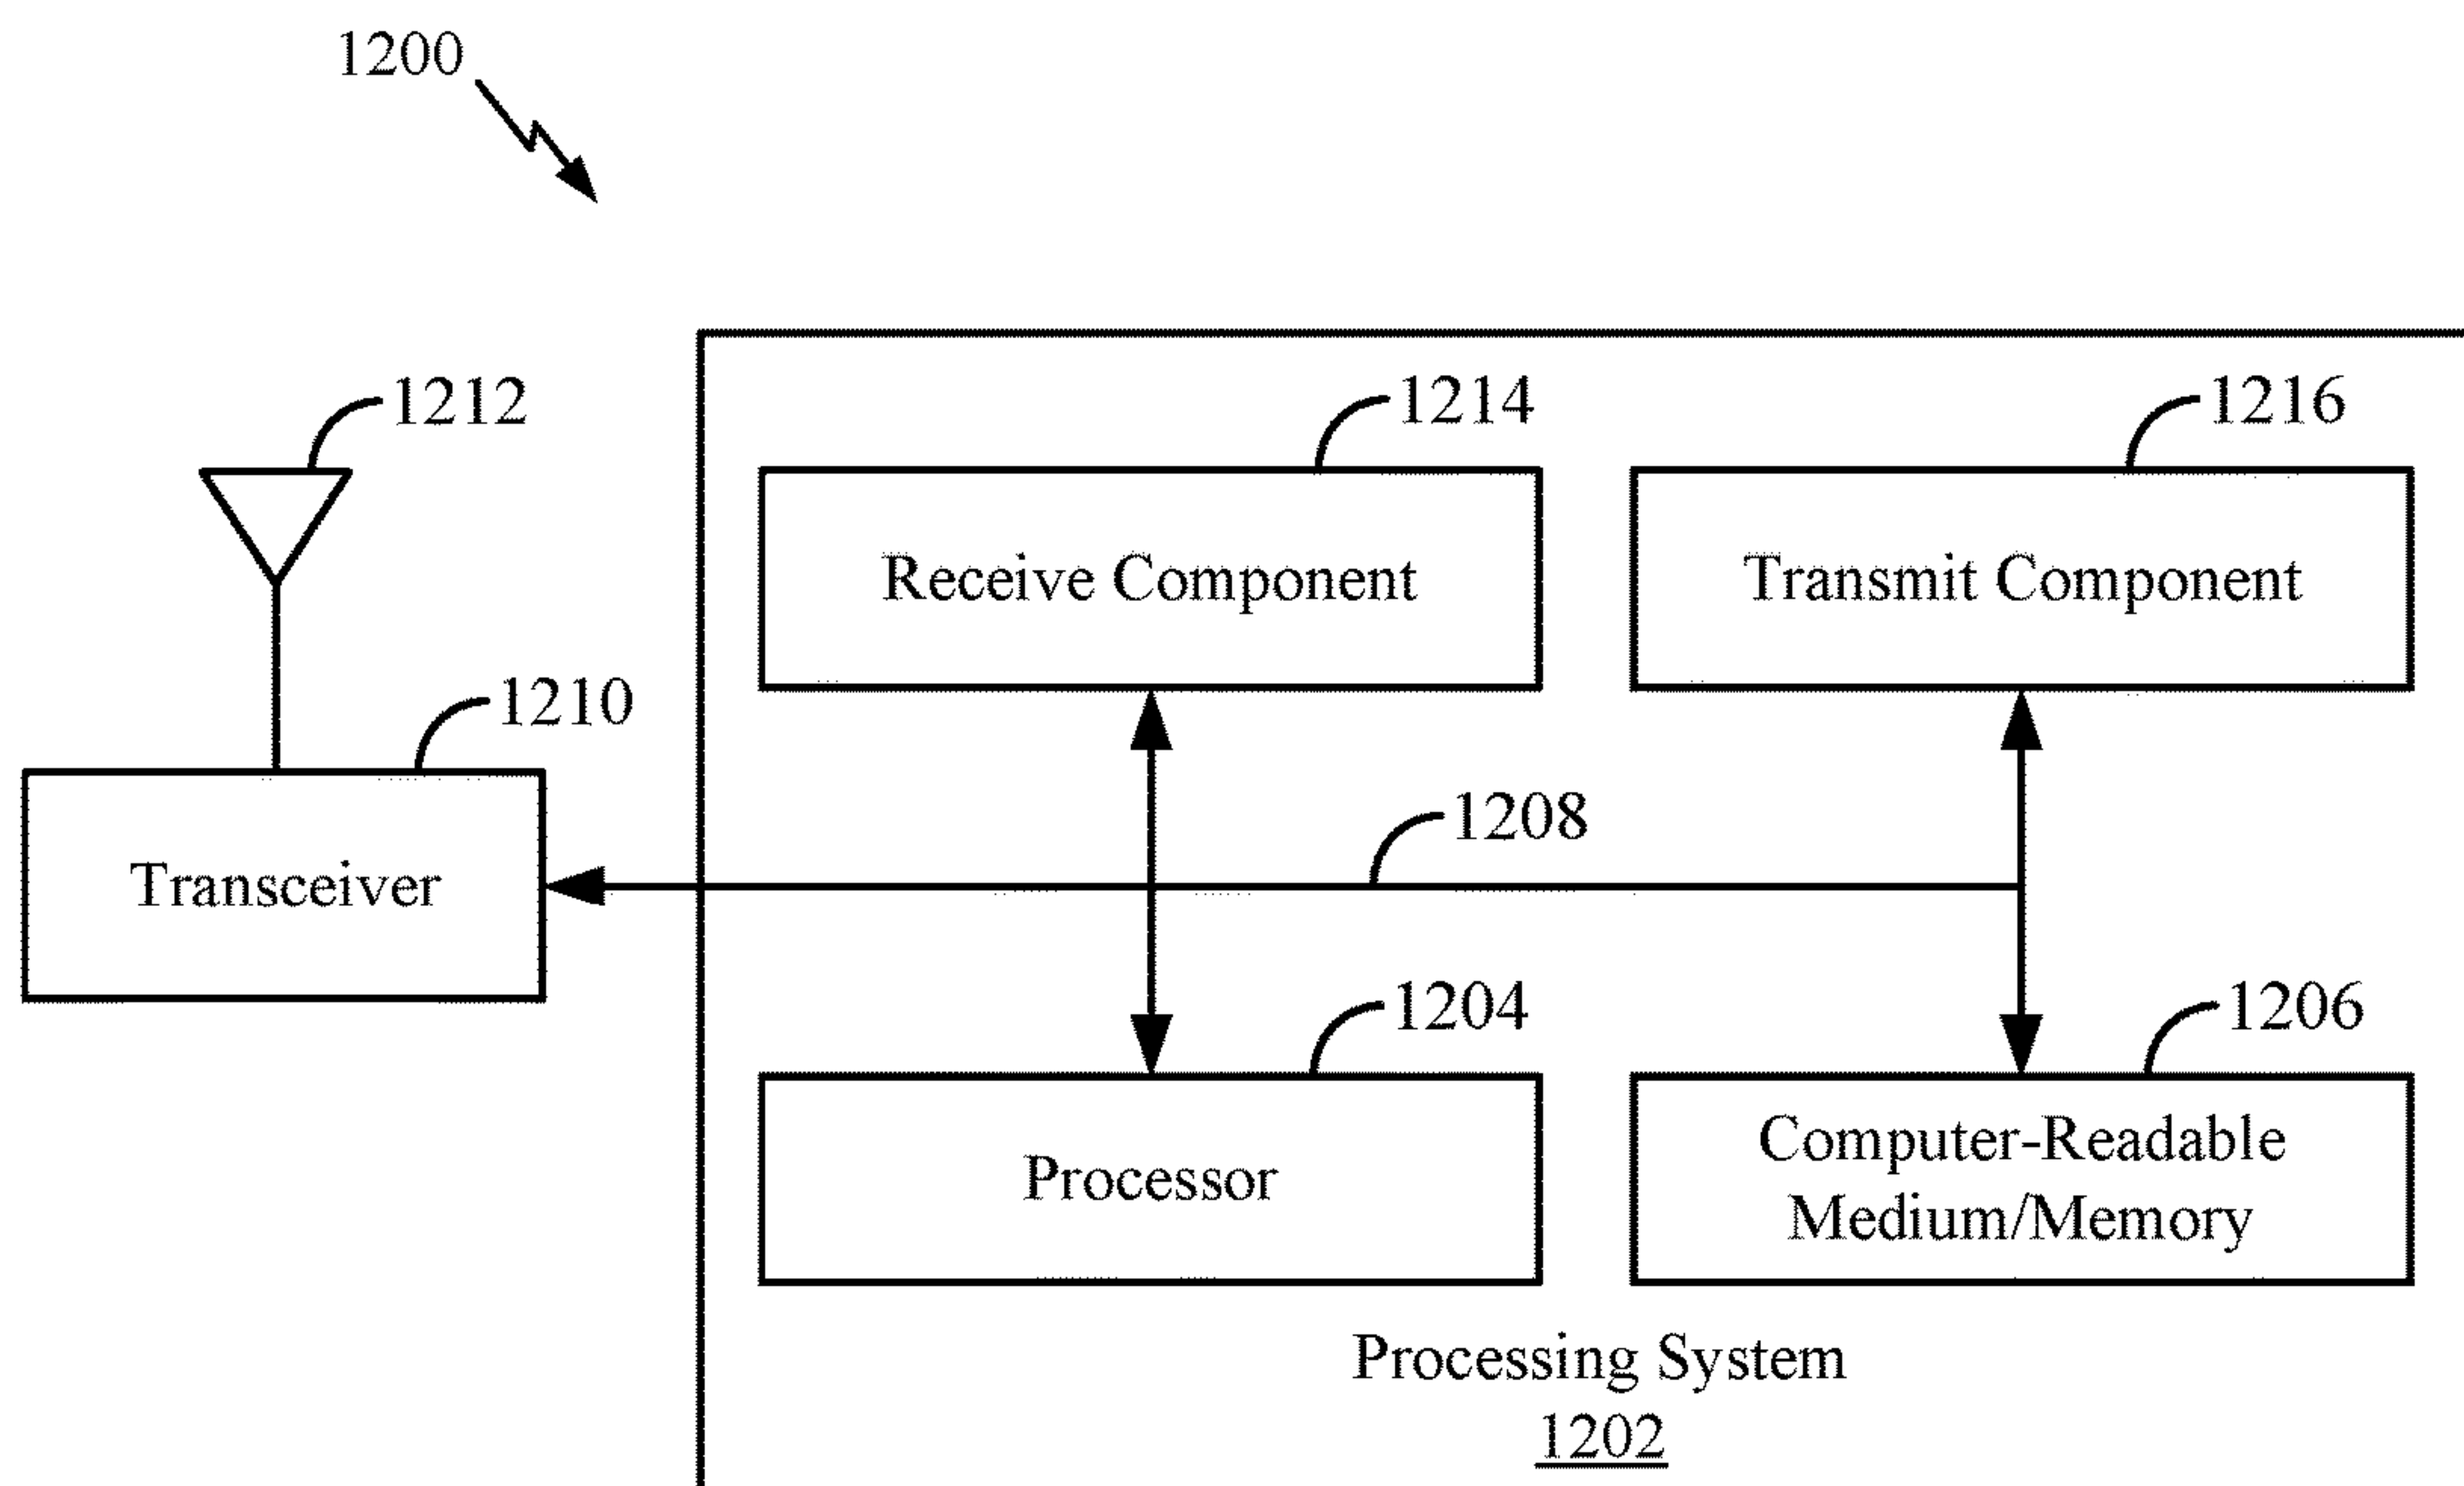 1200
1212
1214
1216
Receive Component
Transmit Component
1210
1208
Transceiver
1204
1206
Processor
Computer-Readable
Medium/Memory
Processing System
1202